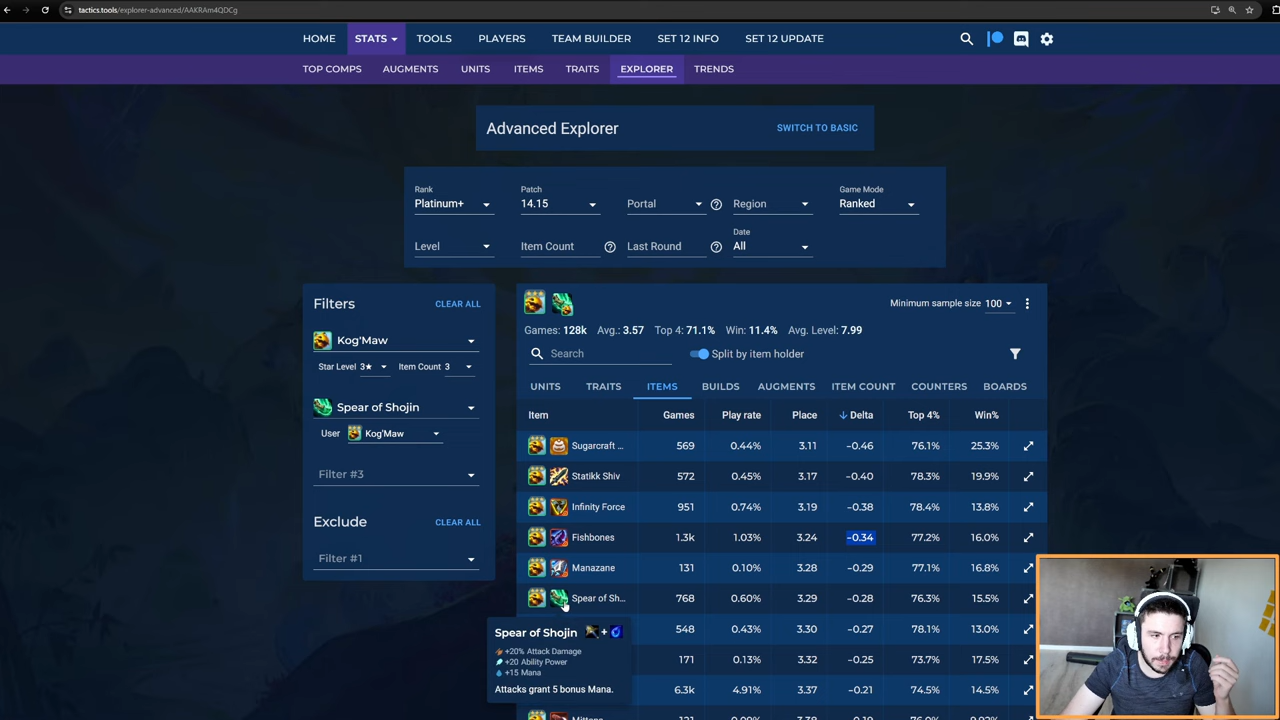 tactics.tools/explorer-advanced/AAKRAm4QDCg
HOME STATS TOOLS PLAYERS TEAM BUILDER SET 12 INFO SET 12 UPDATE
TOP COMPS AUGMENTS UNITS ITEMS TRAITS EXPLORER TRENDS
Advanced Explorer SWITCH TO BASIC
Rank Patch Game Mode
Platinum+ 14.15 Portal Region Ranked
Date
Level Item Count Last Round All
Filters CLEAR ALL
Kog'Maw
Star Level 3★ Item Count 3
Spear of Shojin
User Kog'Maw
Filter #3
Exclude CLEAR ALL
Filter #1
Minimum sample size 100
Games: 128k Avg.: 3.57 Top 4: 71.1% Win: 11.4% Avg. Level: 7.99
Search Split by item holder
UNITS TRAITS ITEMS BUILDS AUGMENTS ITEM COUNT COUNTERS BOARDS
Item Games Play rate Place Delta Top 4% Win%
Sugarcraft ... 569 0.44% 3.11 -0.46 76.1% 25.3%
Statikk Shiv 572 0.45% 3.17 -0.40 78.3% 19.9%
Infinity Force 951 0.74% 3.19 -0.38 78.4% 13.8%
Fishbones 1.3k 1.03% 3.24 -0.34 77.2% 16.0%
Manazane 131 0.10% 3.28 -0.29 77.1% 16.8%
Spear of Sh... 768 0.60% 3.29 -0.28 76.3% 15.5%
548 0.43% 3.30 -0.27 78.1% 13.0%
171 0.13% 3.32 -0.25 73.7% 17.5%
6.3k 4.91% 3.37 -0.21 74.5% 14.5%
Spear of Shojin +
+20% Attack Damage
+20 Ability Power
+15 Mana
Attacks grant 5 bonus Mana.